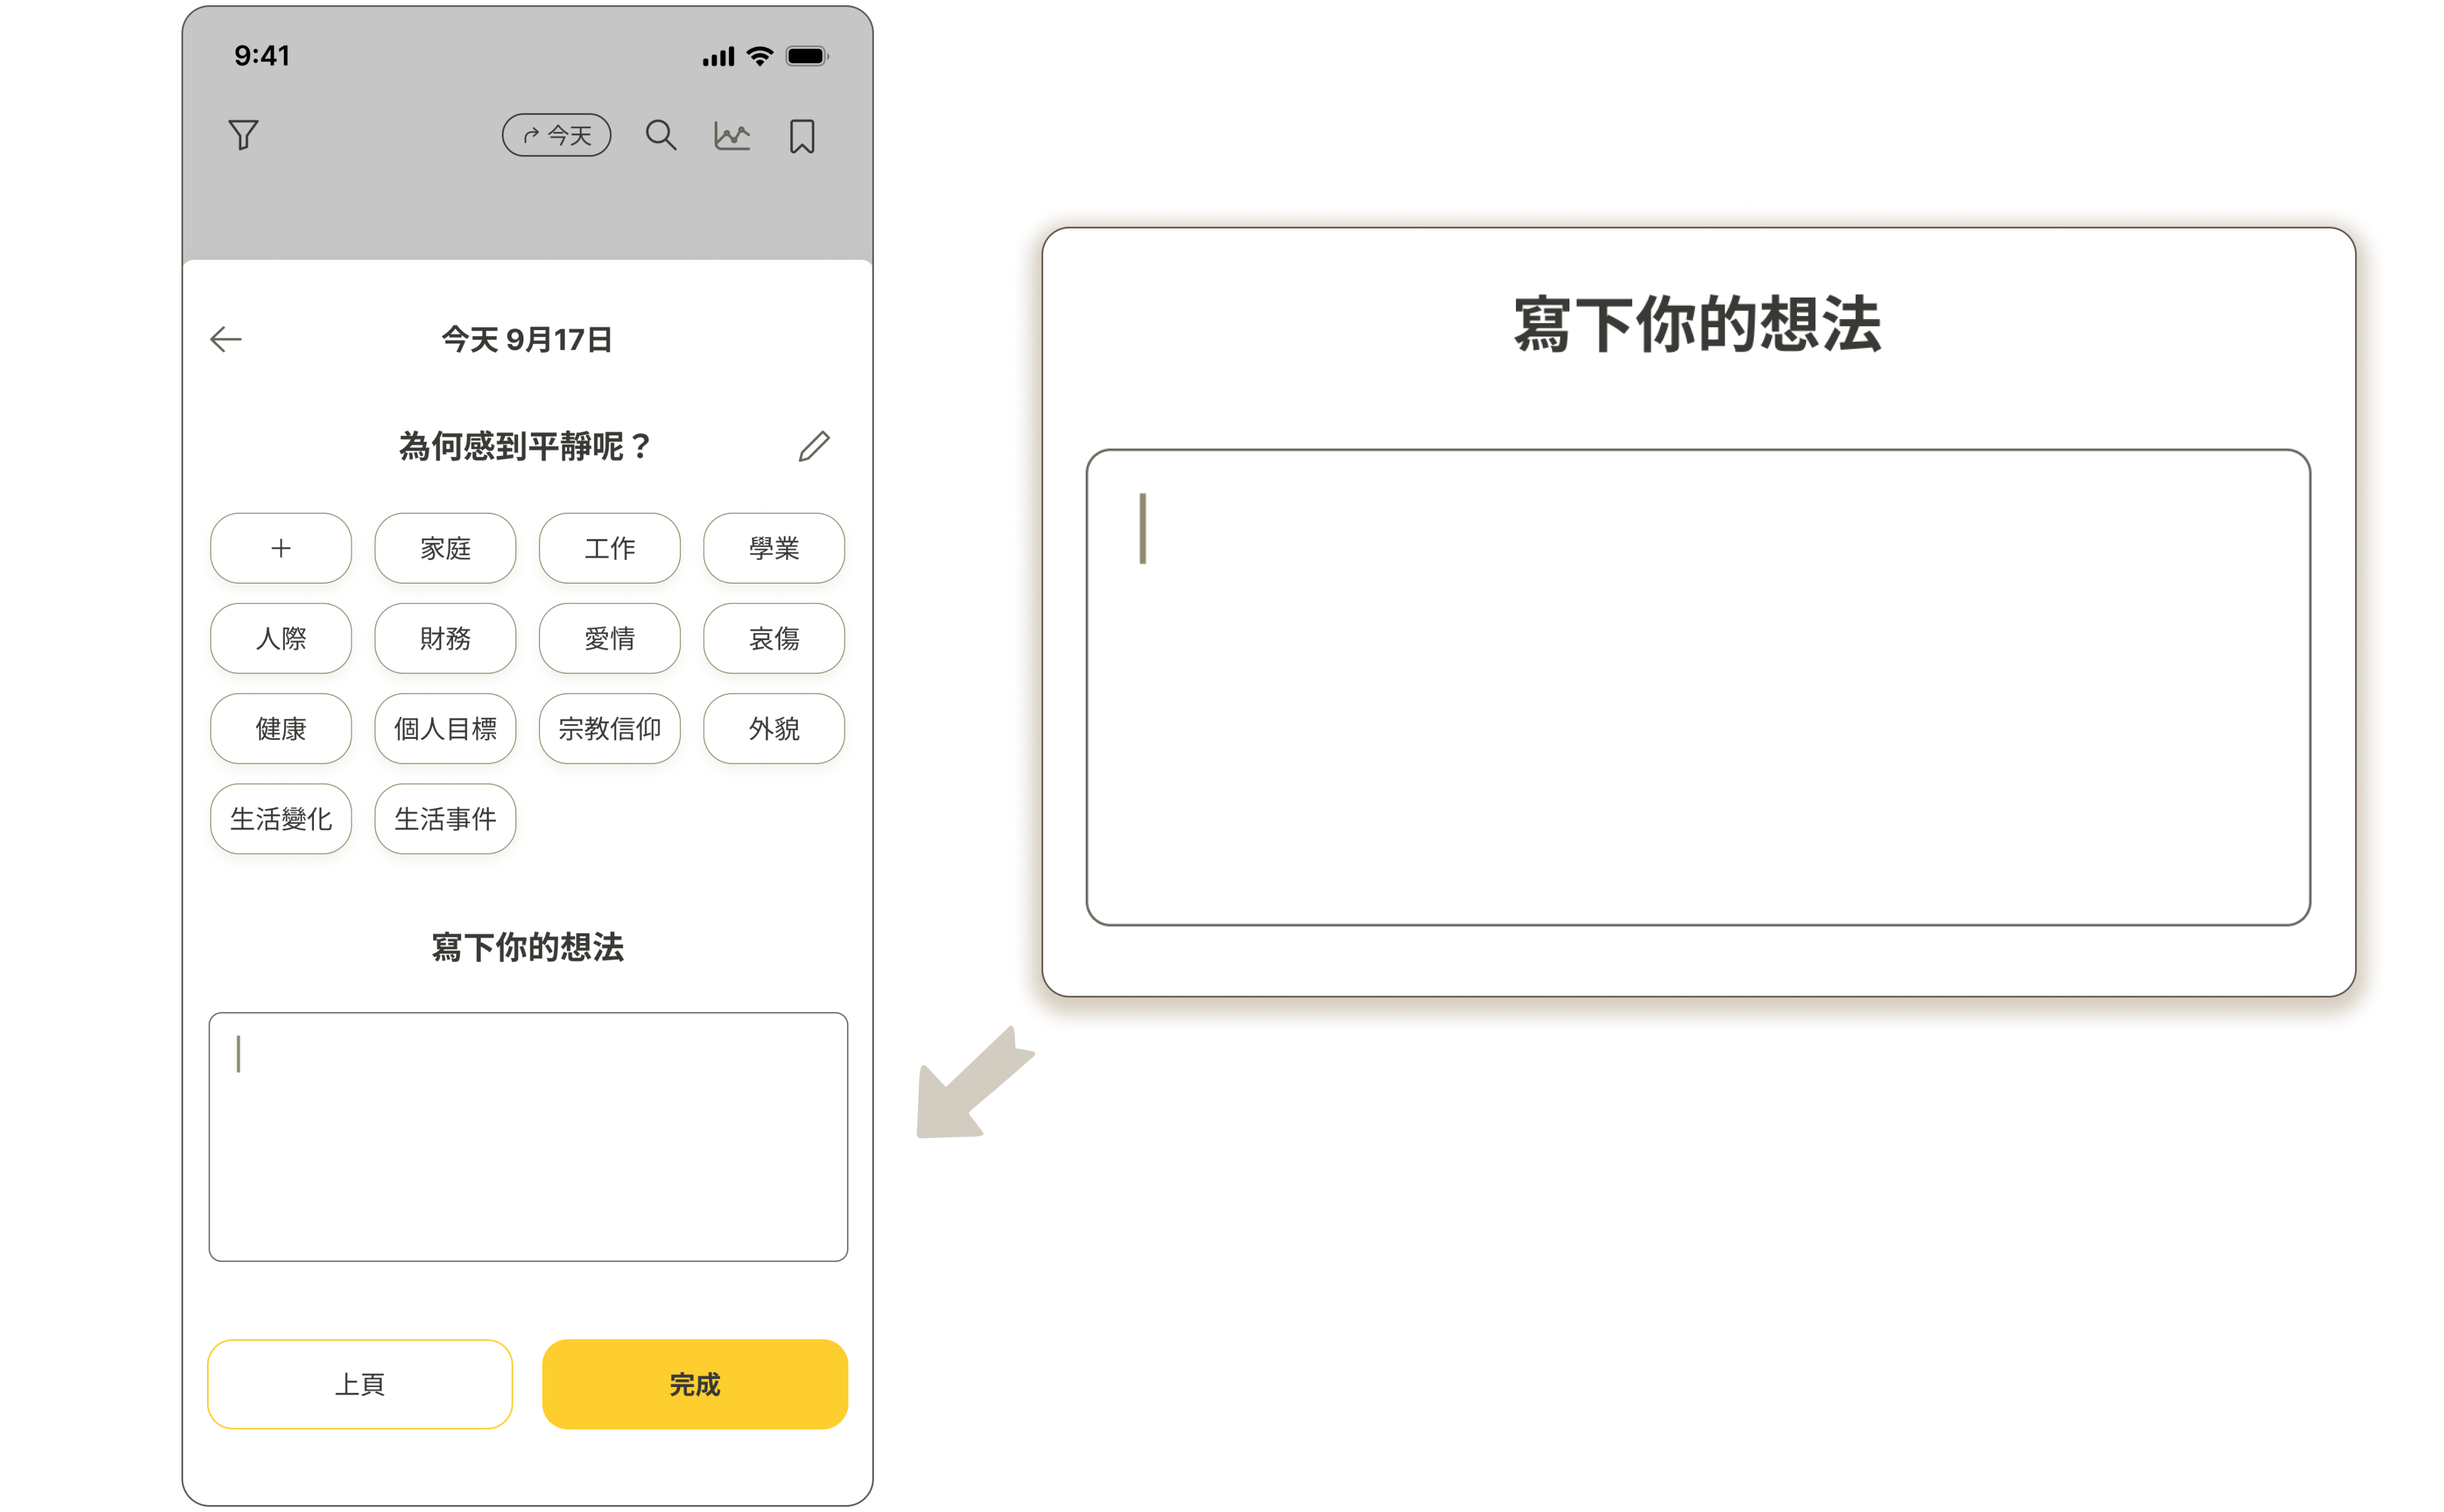 9:41
今天
今天 9月17日
為何感到平靜呢？
+ 家庭 工作 學業
人際 財務 愛情 哀傷
健康 個人目標 宗教信仰 外貌
生活變化 生活事件
寫下你的想法
上頁 完成
寫下你的想法